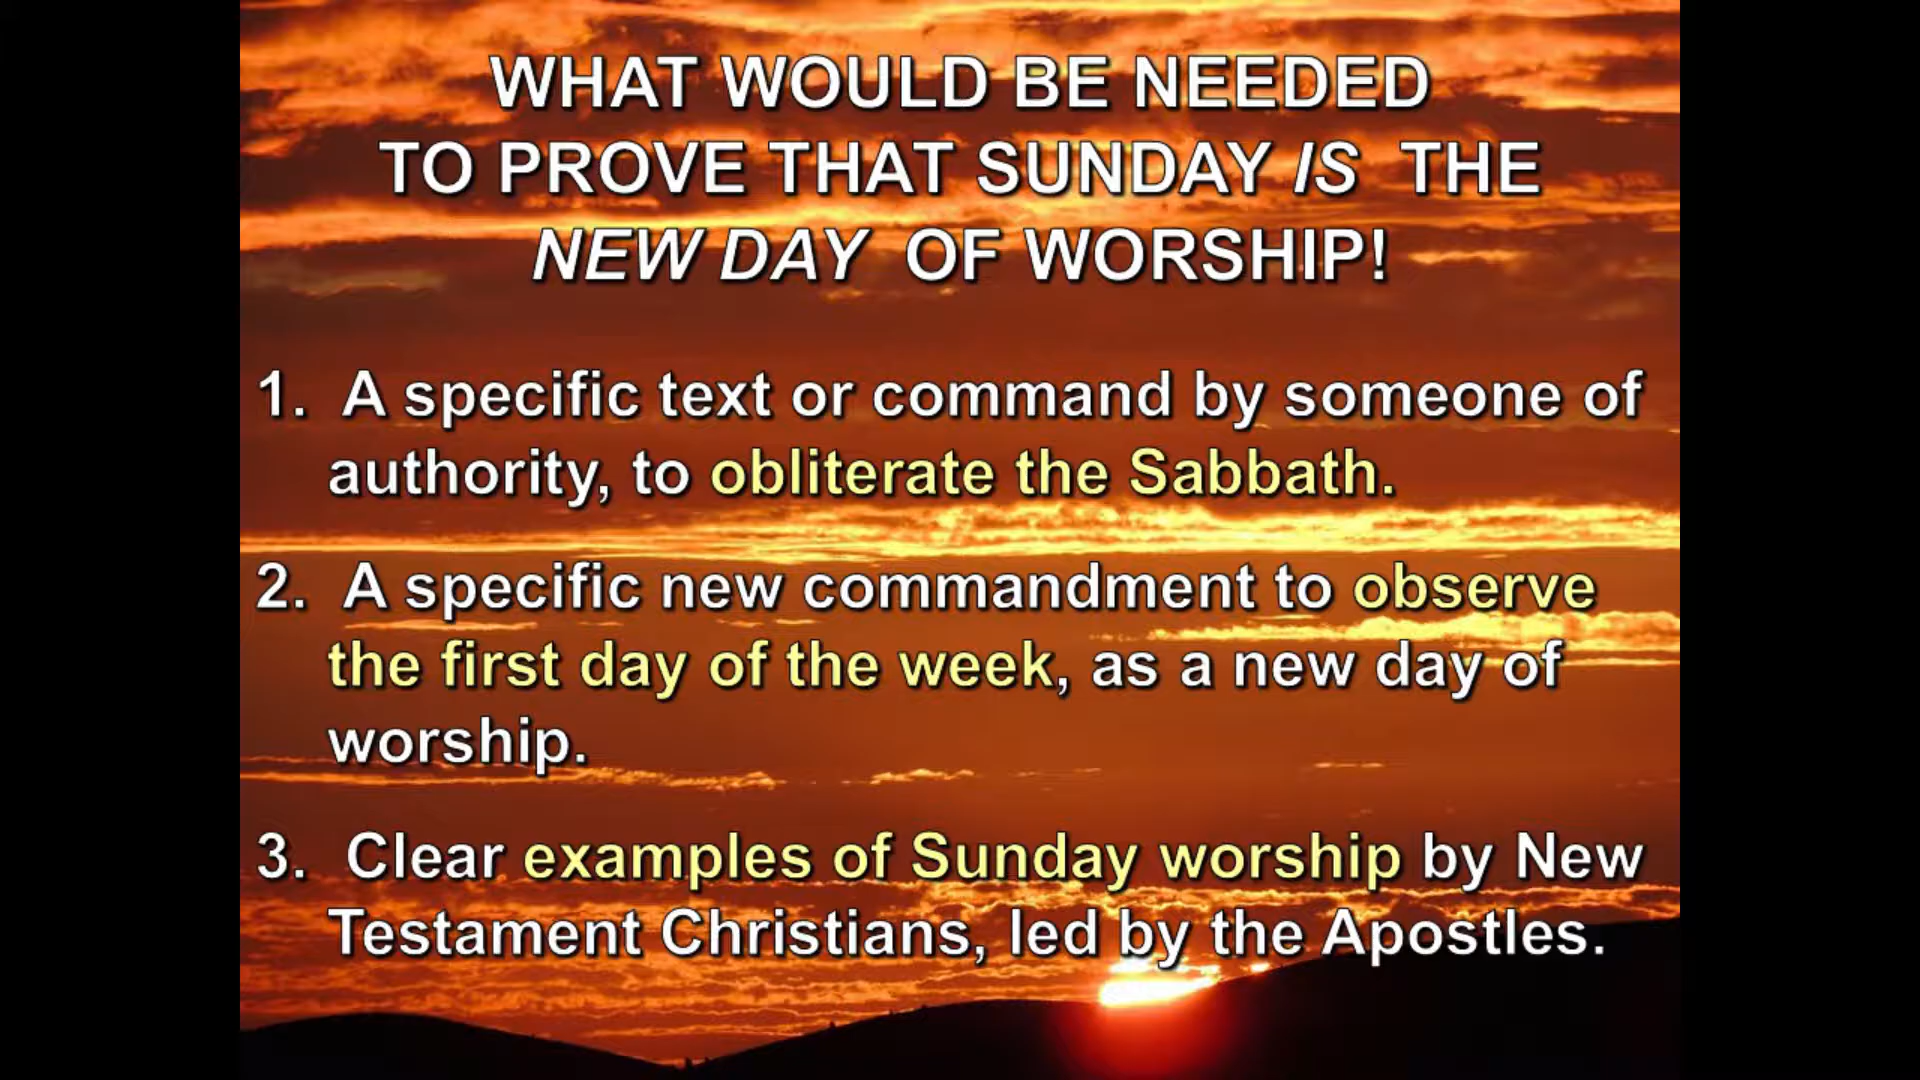 WHAT WOULD BE NEEDED
TO PROVE THAT SUNDAY IS THE
NEW DAY OF WORSHIP!
1. A specific text or command by someone of
authority, to obliterate the Sabbath.
2. A specific new commandment to observe
the first day of the week, as a new day of
worship.
3. Clear examples of Sunday worship by New
Testament Christians, led by the Apostles.